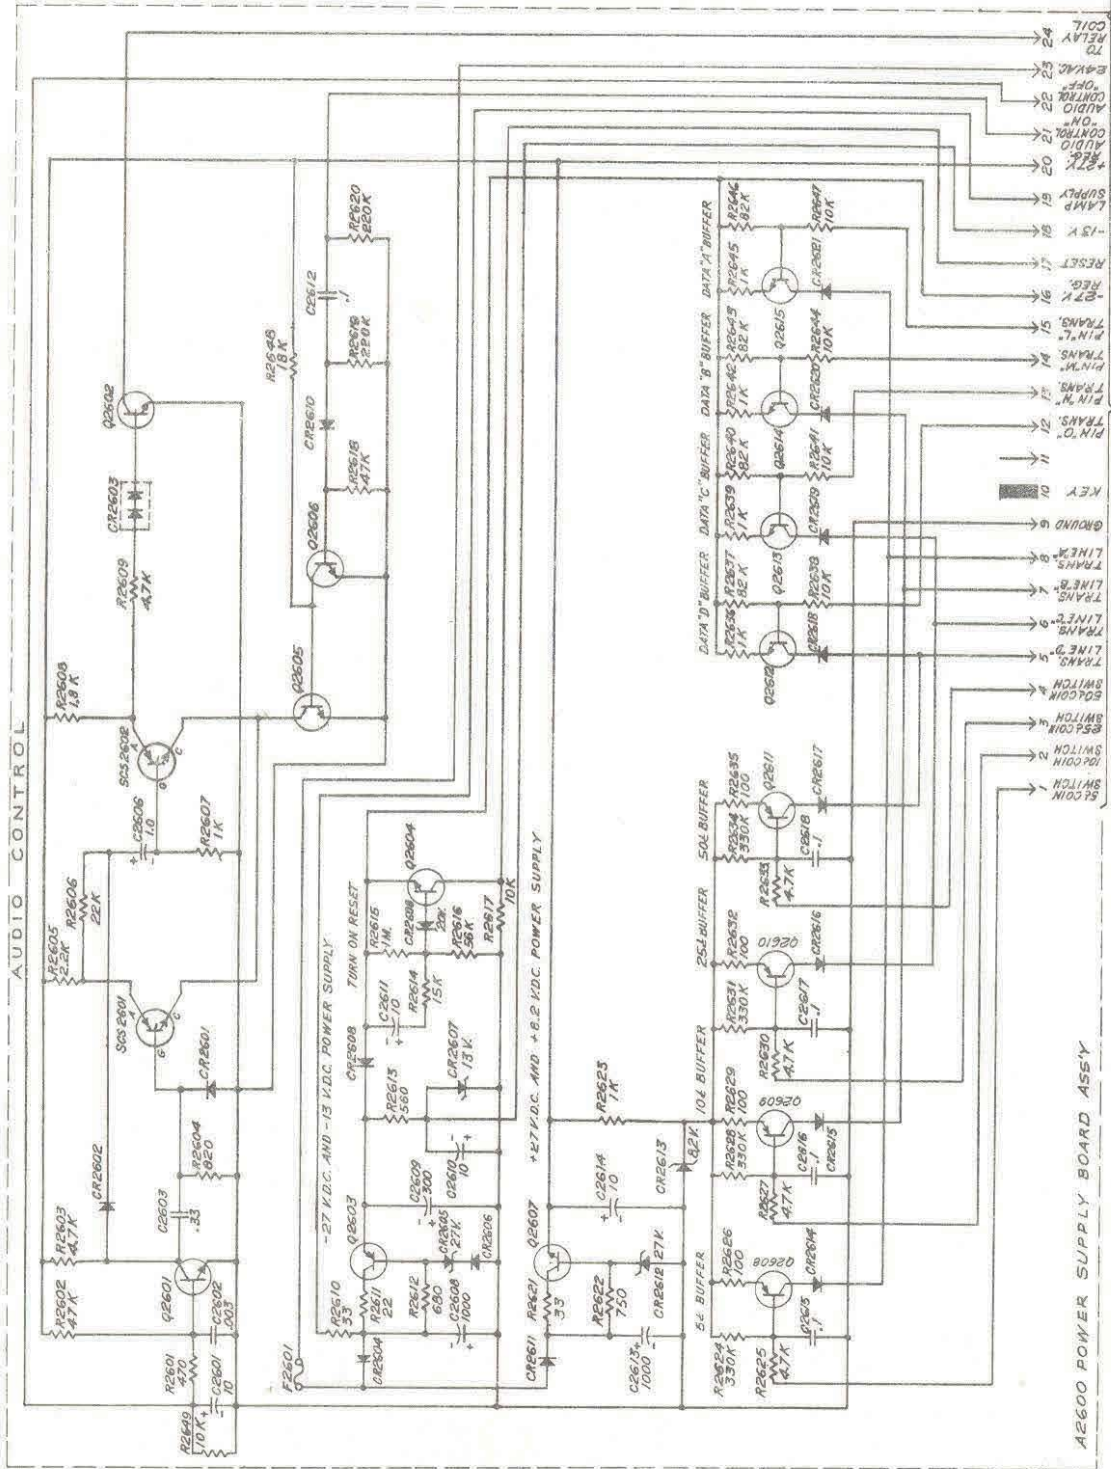 AUDIO CONTROL
R2649
10K
R2601
470
C2601
10
R2602
47K
Q2601
C2602
.003
R2603
4.7K
CR2602
C2603
.33
R2604
820
CR2601
SCS2601
A
G
C
R2605
2.2K
R2606
22K
C2606
1.0
R2607
1K
SCS2602
A
G
C
R2608
1.8K
R2609
4.7K
CR2603
Q2602
Q2605
Q2606
R2648
18K
R2618
47K
CR2610
R2619
220K
C2612
.1
R2620
220K
F2601
-27 V.D.C. AND -13 V.D.C. POWER SUPPLY
R2610
33
CR2604
R2611
22
R2612
680
C2608
1000
Q2603
C2609
300
CR2605
27V.
CR2606
C2610
10
R2613
560
CR2607
13V.
CR2608
TURN ON RESET
C2611
10
R2614
15K
R2615
1M.
R2616
56K
R2617
10K
Q2604
+27 V.D.C. AND +8.2 V.D.C. POWER SUPPLY
CR2611
R2621
33
R2622
750
C2613
1000
Q2607
CR2612
27V.
C2614
10
R2623
1K
CR2613
8.2V.
5¢ BUFFER
R2624
330K
R2625
4.7K
R2626
100
Q2608
C2615
.1
CR2614
10¢ BUFFER
R2627
4.7K
R2628
330K
R2629
100
Q2609
C2616
.1
CR2615
25¢ BUFFER
R2630
4.7K
R2631
330K
R2632
100
Q2610
C2617
.1
CR2616
50¢ BUFFER
R2633
4.7K
R2634
330K
R2635
100
Q2611
C2618
.1
CR2617
DATA "D" BUFFER
R2636
1K
R2637
82K
Q2612
CR2618
R2638
10K
DATA "C" BUFFER
R2639
1K
R2640
82K
Q2613
CR2619
R2641
10K
DATA "B" BUFFER
R2642
1K
R2643
82K
Q2614
CR2620
R2644
10K
DATA "A" BUFFER
R2645
1K
R2646
82K
Q2615
CR2621
R2647
10K
1 5¢ COIN SWITCH
2 10¢ COIN SWITCH
3 25¢ COIN SWITCH
4 50¢ COIN SWITCH
5 TRANS. LINE "D"
6 TRANS. LINE "C"
7 TRANS. LINE "B"
8 TRANS. LINE "A"
9 GROUND
10 KEY
11
12 PIN "O" TRANS.
13 PIN "N" TRANS.
14 PIN "M" TRANS.
15 PIN "L" TRANS.
16 -27V. REG.
17 RESET
18 -13 V.
19 LAMP SUPPLY
20 +27V. REG.
21 AUDIO CONTROL "ON"
22 AUDIO CONTROL "OFF"
23 24VAC
24 TO RELAY COIL
A2600 POWER SUPPLY BOARD ASS'Y